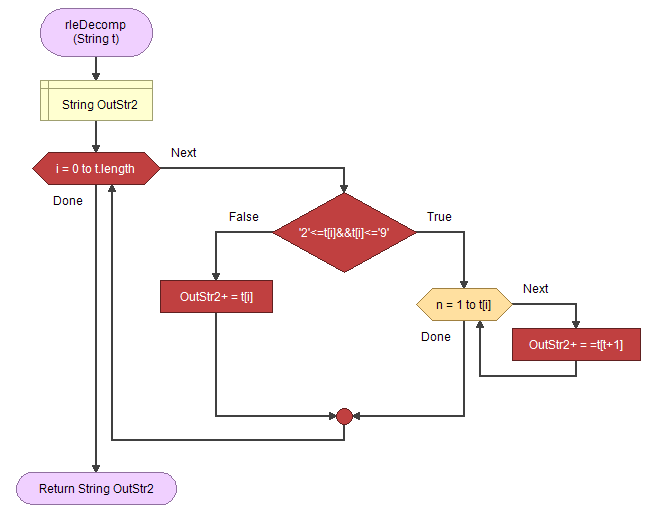 rleDecomp
(String t)
String OutStr2
i = 0 to t.length
Next
Done
False
'2'<=t[i]&&t[i]<='9'
True
OutStr2+ = t[i]
n = 1 to t[i]
Next
Done
OutStr2+ = =t[t+1]
Return String OutStr2